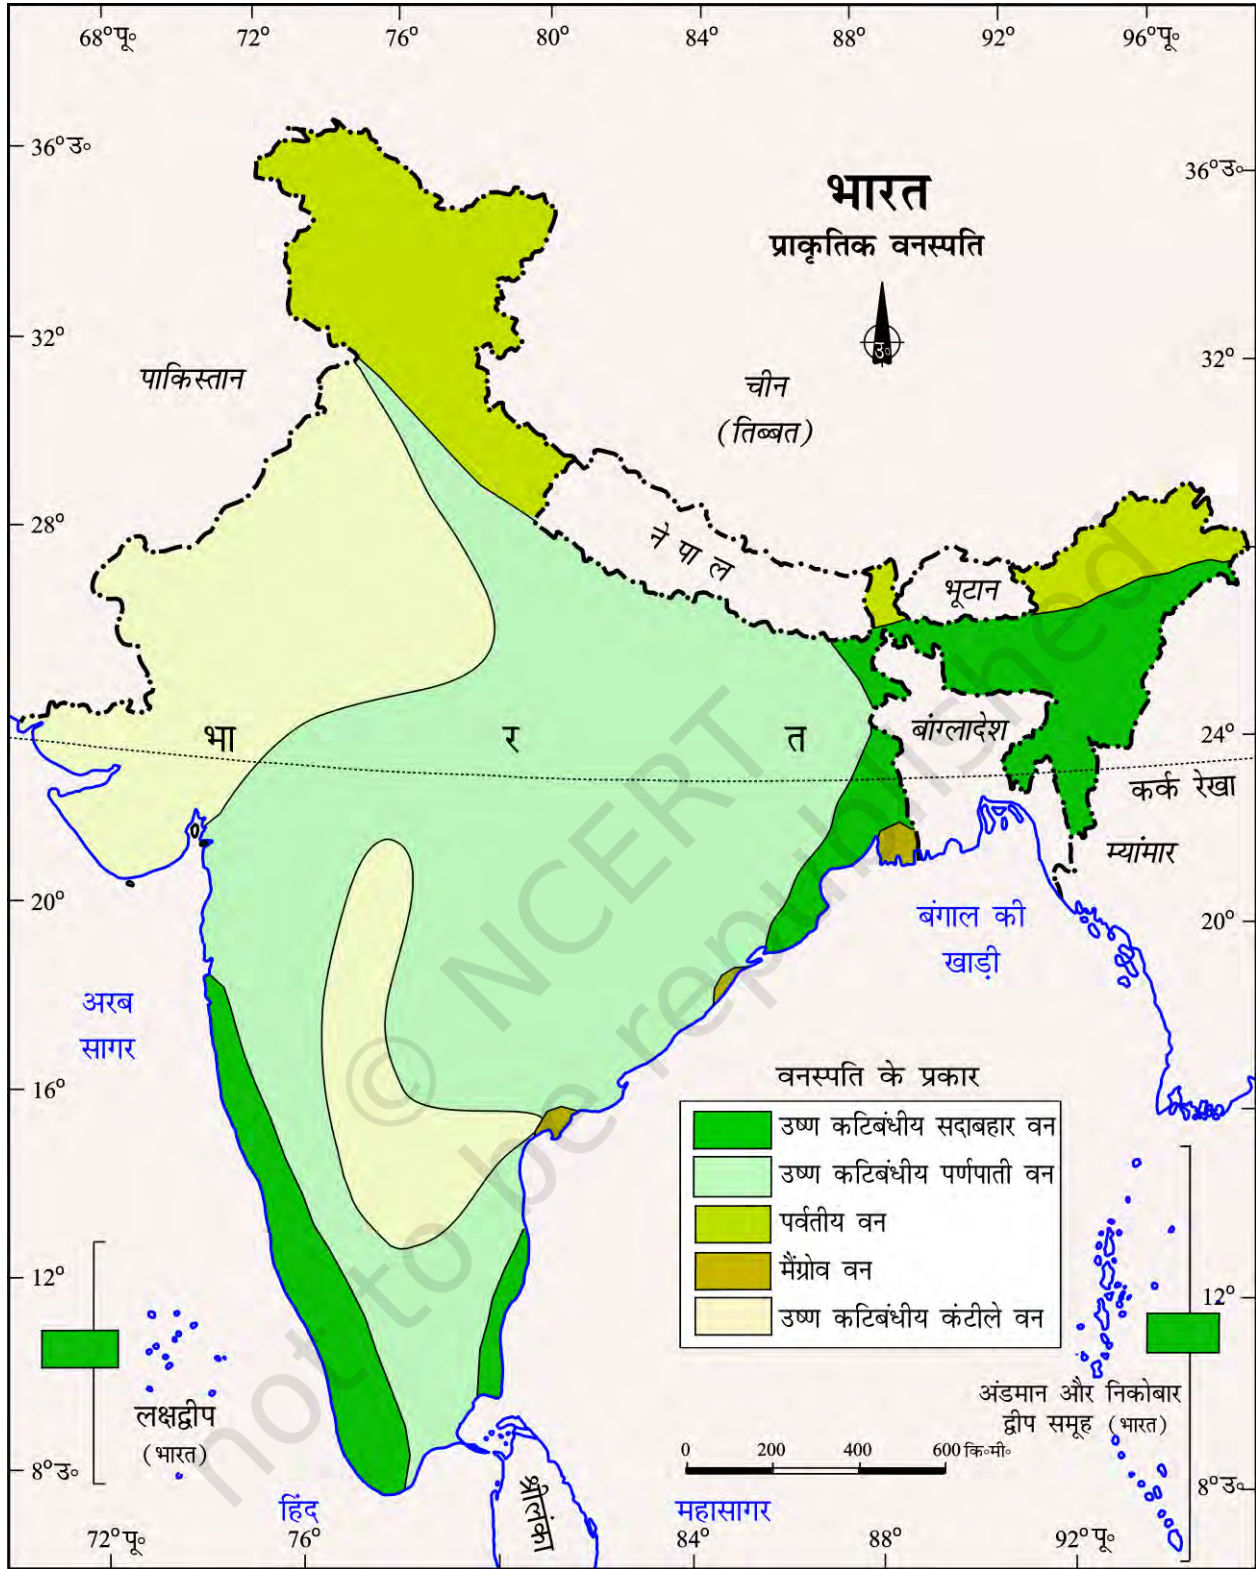 68°पू॰ 72° 76° 80° 84° 88° 92° 96°पू॰
36°उ॰
36°उ॰
भारत
प्राकृतिक वनस्पति
उ॰
32°
32°
पाकिस्तान
चीन
(तिब्बत)
28°
ने पा ल
भूटान
भा र त
बांग्लादेश
24°
कर्क रेखा
म्यांमार
20°
20°
बंगाल की
खाड़ी
अरब
सागर
16°
वनस्पति के प्रकार
उष्ण कटिबंधीय सदाबहार वन
उष्ण कटिबंधीय पर्णपाती वन
पर्वतीय वन
मैंग्रोव वन
उष्ण कटिबंधीय कंटीले वन
12°
12°
लक्षद्वीप
(भारत)
अंडमान और निकोबार
द्वीप समूह (भारत)
0 200 400 600 कि॰मी॰
8°उ॰
8°उ॰
हिंद
श्रीलंका
महासागर
72°पू॰ 76° 84° 88° 92°पू॰
© NCERT
not to be republished